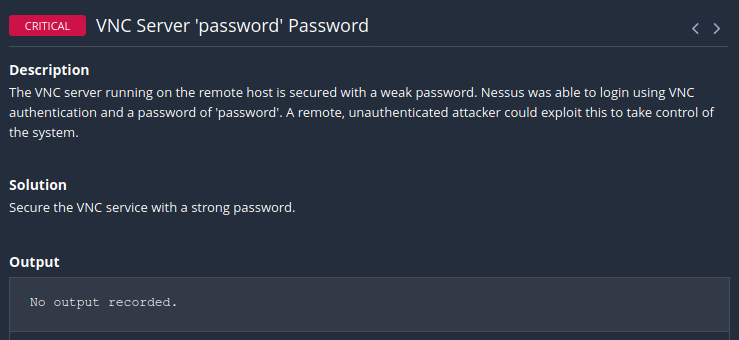 CRITICAL VNC Server 'password' Password
Description
The VNC server running on the remote host is secured with a weak password. Nessus was able to login using VNC
authentication and a password of 'password'. A remote, unauthenticated attacker could exploit this to take control of
the system.
Solution
Secure the VNC service with a strong password.
Output
No output recorded.